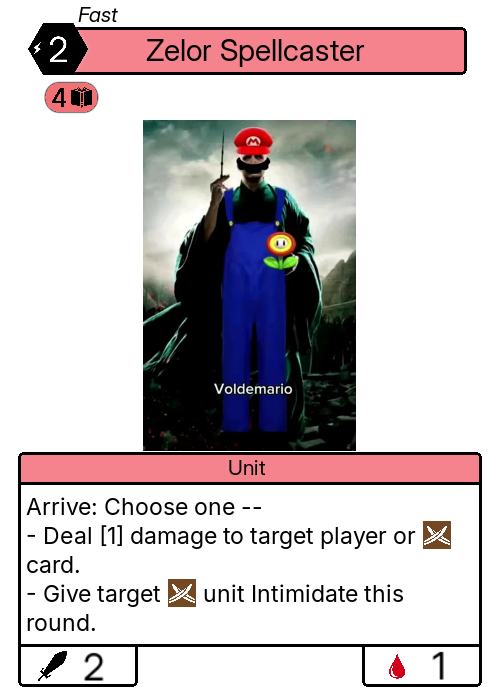 Fast
2
Zelor Spellcaster
4
M
Voldemario
Unit
Arrive: Choose one --
- Deal [1] damage to target player or
card.
- Give target unit Intimidate this
round.
2
1